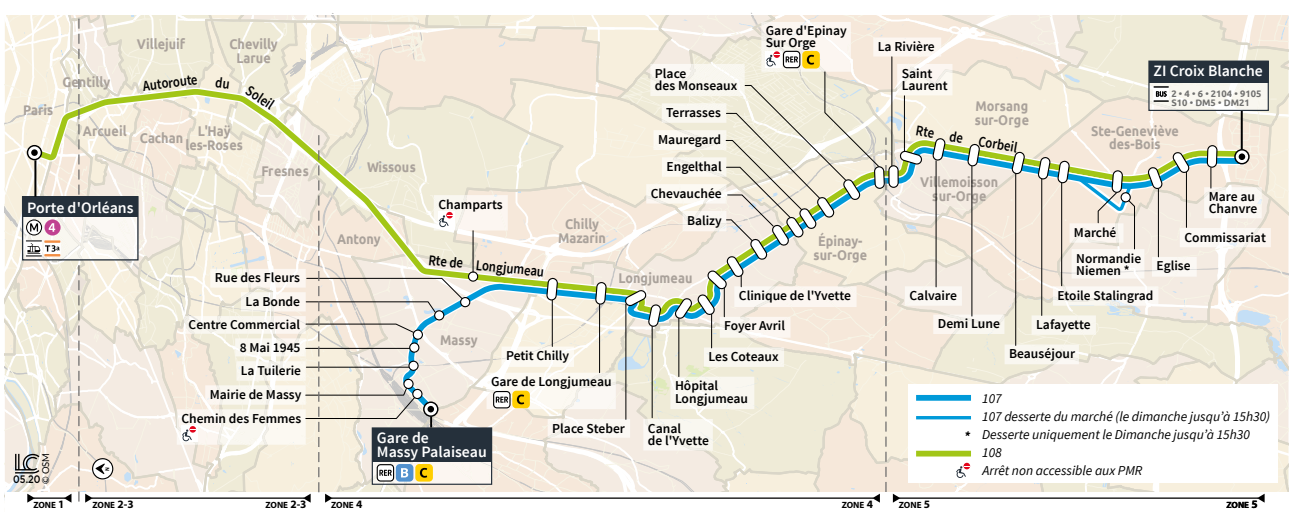 Villejuif
Chevilly
Larue
Gentilly
Autoroute du Soleil
Paris
Arcueil
Cachan
L'Haÿ
les-Roses
Fresnes
Wissous
Antony
Porte d'Orléans
M 4
T3a
Champarts
Rte de Longjumeau
Chilly
Mazarin
Longjumeau
Massy
Rue des Fleurs
La Bonde
Centre Commercial
8 Mai 1945
La Tuilerie
Mairie de Massy
Chemin des Femmes
Gare de
Massy Palaiseau
RER B C
Petit Chilly
Gare de Longjumeau
RER C
Place Steber
Canal
de l'Yvette
Hôpital
Longjumeau
Les Coteaux
Foyer Avril
Clinique de l'Yvette
Balizy
Chevauchée
Engelthal
Mauregard
Terrasses
Place
des Monseaux
Gare d'Epinay
Sur Orge
RER C
Épinay-
sur-Orge
La Rivière
Saint
Laurent
Rte de Corbeil
Morsang
sur-Orge
Villemoisson
sur-Orge
Ste-Geneviève
des-Bois
ZI Croix Blanche
BUS 2 • 4 • 6 • 2104 • 9105
S10 • DM5 • DM21
Calvaire
Demi Lune
Beauséjour
Lafayette
Etoile Stalingrad
Marché
Normandie
Niemen *
Eglise
Commissariat
Mare au
Chanvre
107
107 desserte du marché (le dimanche jusqu'à 15h30)
* Desserte uniquement le Dimanche jusqu'à 15h30
108
Arrêt non accessible aux PMR
LC
05.20 © OSM
N
ZONE 1
ZONE 2-3
ZONE 2-3
ZONE 4
ZONE 4
ZONE 5
ZONE 5